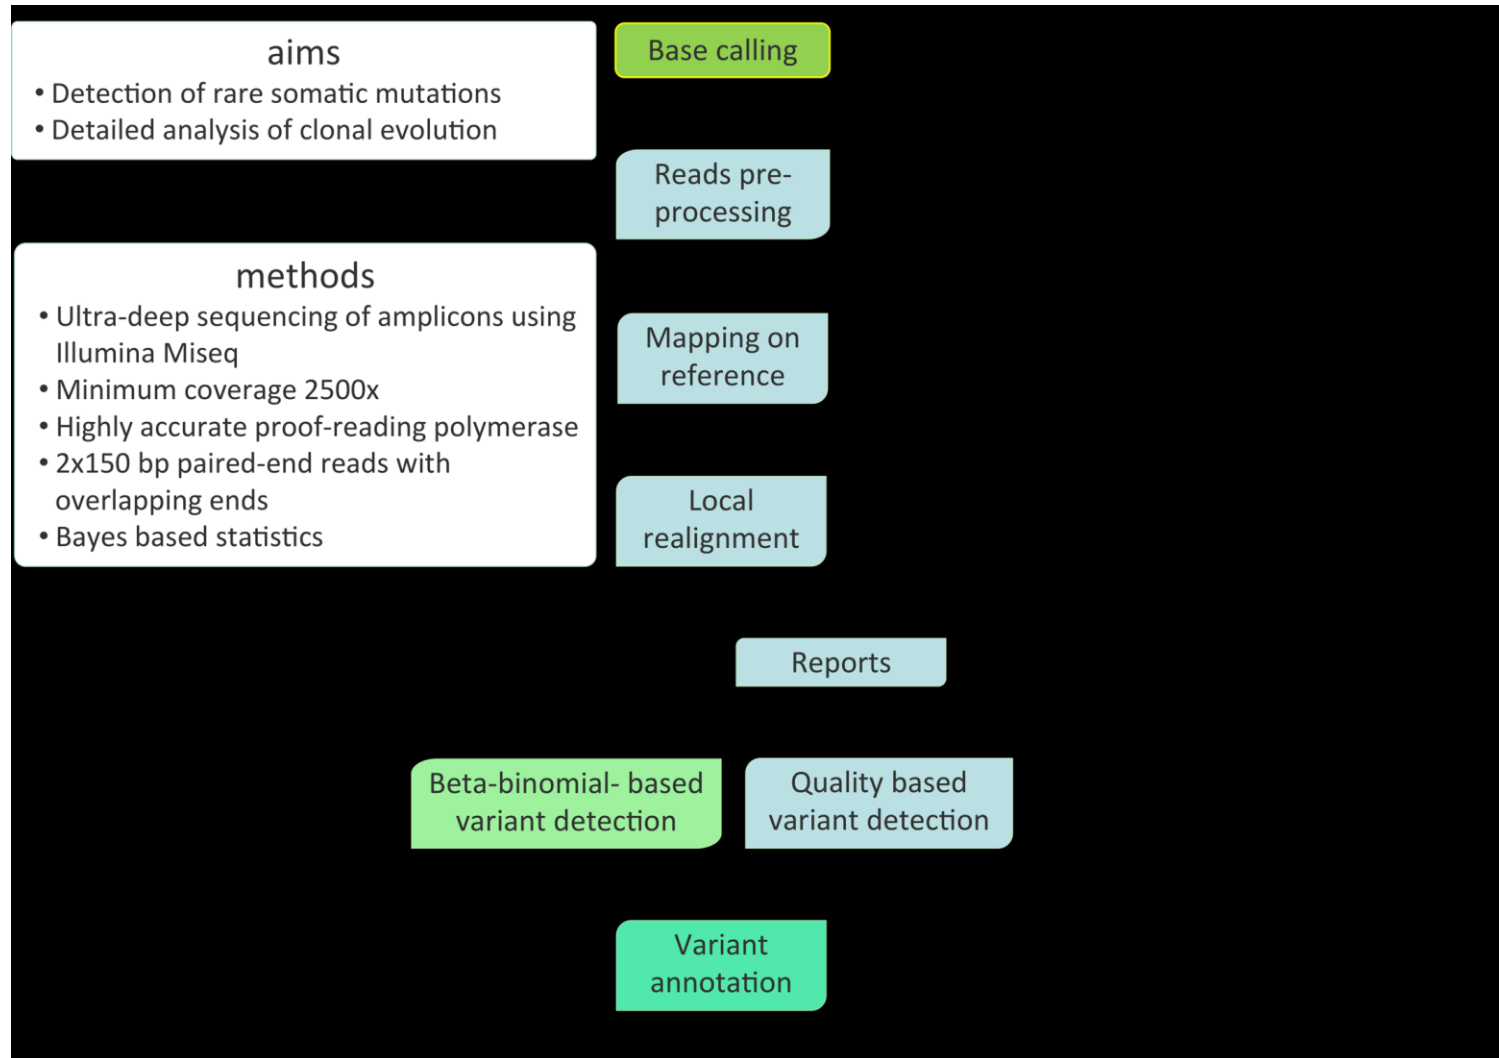 aims
• Detection of rare somatic mutations
• Detailed analysis of clonal evolution
methods
• Ultra-deep sequencing of amplicons using
Illumina Miseq
• Minimum coverage 2500x
• Highly accurate proof-reading polymerase
• 2x150 bp paired-end reads with
overlapping ends
• Bayes based statistics
Base calling
Reads pre-
processing
Mapping on
reference
Local
realignment
Reports
Beta-binomial- based
variant detection
Quality based
variant detection
Variant
annotation